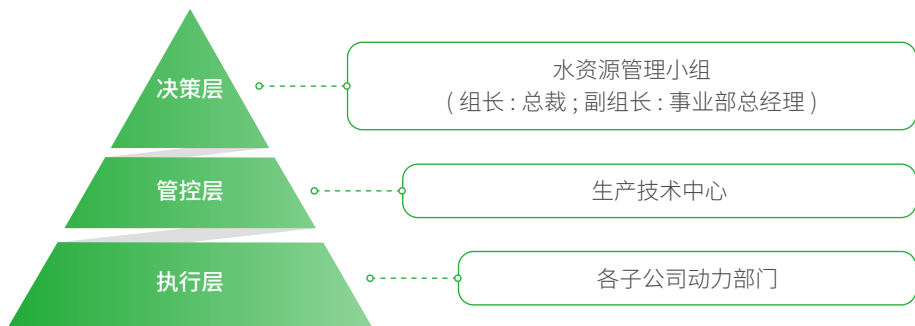 决策层
水资源管理小组
( 组长 : 总裁 ; 副组长 : 事业部总经理 )
管控层
生产技术中心
执行层
各子公司动力部门